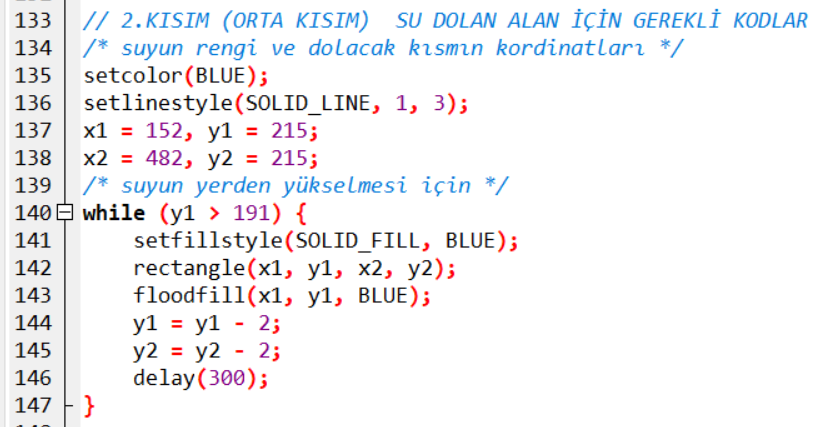 133 // 2.KISIM (ORTA KISIM)  SU DOLAN ALAN İÇİN GEREKLİ KODLAR
134 /* suyun rengi ve dolacak kısmın kordinatları */
135 setcolor(BLUE);
136 setlinestyle(SOLID_LINE, 1, 3);
137 x1 = 152, y1 = 215;
138 x2 = 482, y2 = 215;
139 /* suyun yerden yükselmesi için */
140 while (y1 > 191) {
141     setfillstyle(SOLID_FILL, BLUE);
142     rectangle(x1, y1, x2, y2);
143     floodfill(x1, y1, BLUE);
144     y1 = y1 - 2;
145     y2 = y2 - 2;
146     delay(300);
147 }